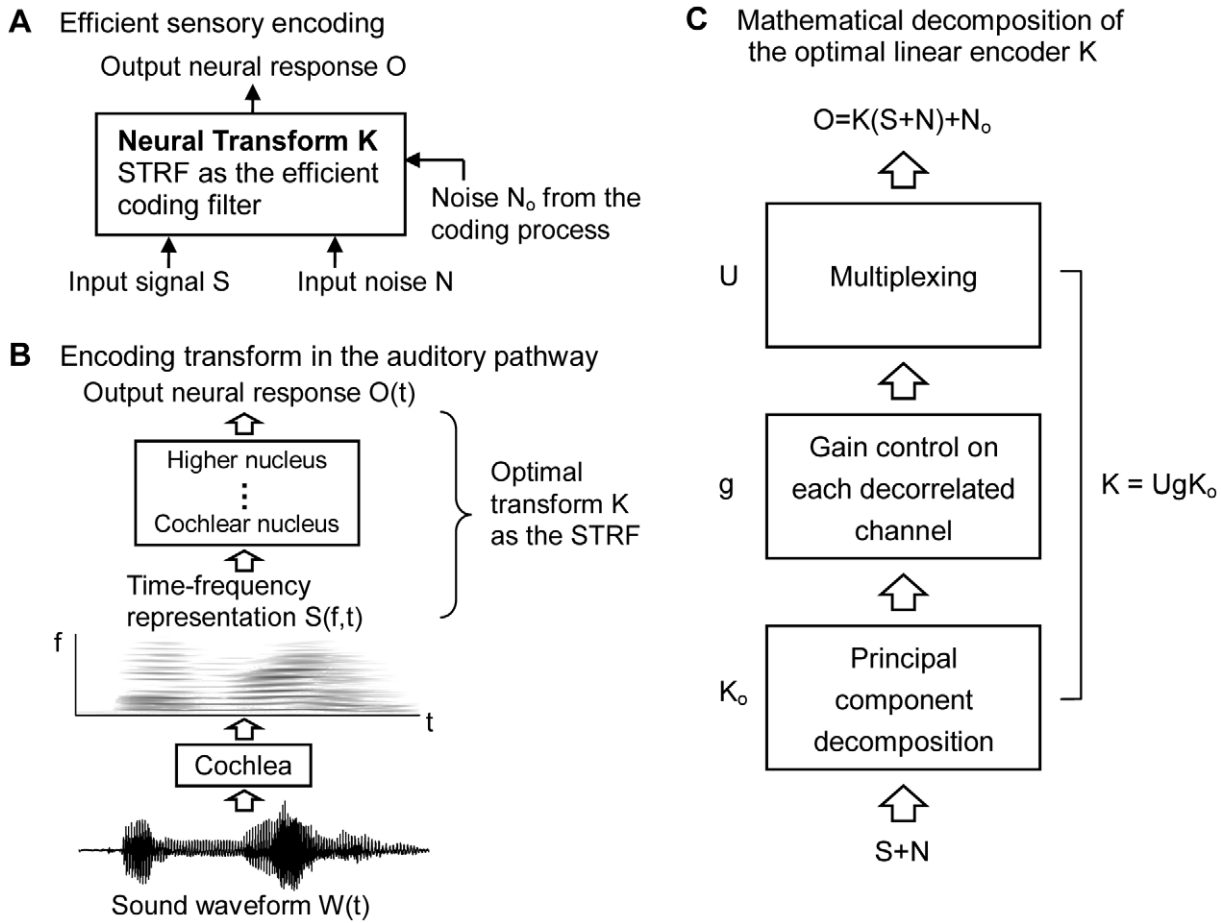 A Efficient sensory encoding
Output neural response O
Neural Transform K
STRF as the efficient
coding filter
Noise Nₒ from the
coding process
Input signal S
Input noise N
B Encoding transform in the auditory pathway
Output neural response O(t)
Higher nucleus
⋮
Cochlear nucleus
Optimal
transform K
as the STRF
Time-frequency
representation S(f,t)
f
t
Cochlea
Sound waveform W(t)
C Mathematical decomposition of
the optimal linear encoder K
O=K(S+N)+Nₒ
U
Multiplexing
g
Gain control on
each decorrelated
channel
K = UgKₒ
Kₒ
Principal
component
decomposition
S+N